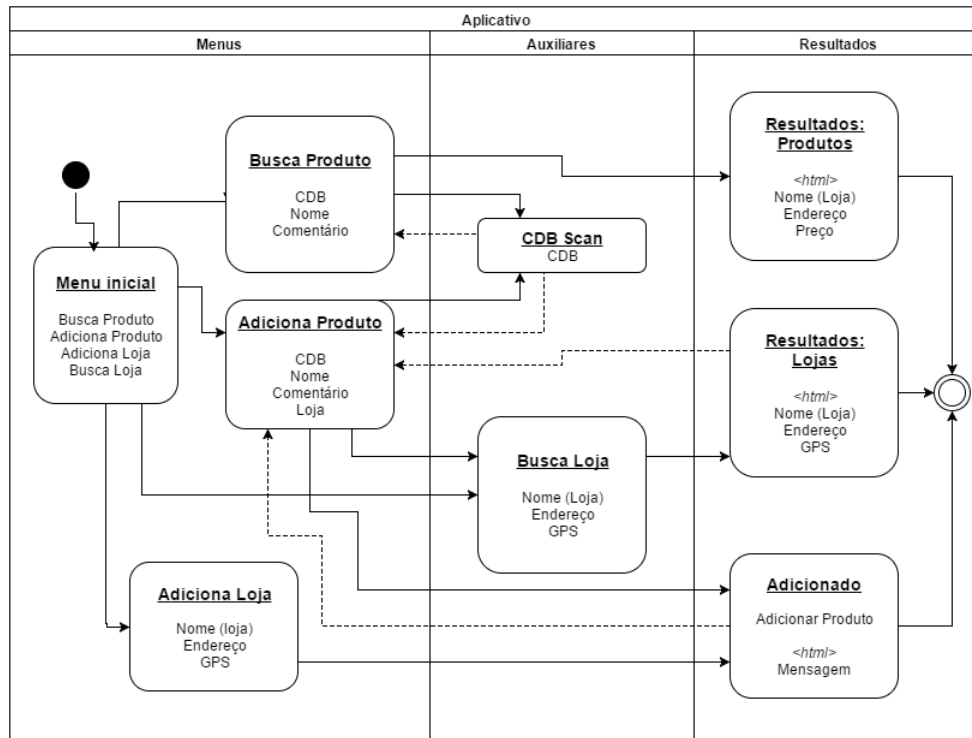 Aplicativo
Menus
Auxiliares
Resultados
Busca Produto
CDB
Nome
Comentário
Resultados:
Produtos
<html>
Nome (Loja)
Endereço
Preço
CDB Scan
CDB
Menu inicial
Busca Produto
Adiciona Produto
Adiciona Loja
Busca Loja
Adiciona Produto
CDB
Nome
Comentário
Loja
Resultados:
Lojas
<html>
Nome (Loja)
Endereço
GPS
Busca Loja
Nome (Loja)
Endereço
GPS
Adiciona Loja
Nome (loja)
Endereço
GPS
Adicionado
Adicionar Produto
<html>
Mensagem